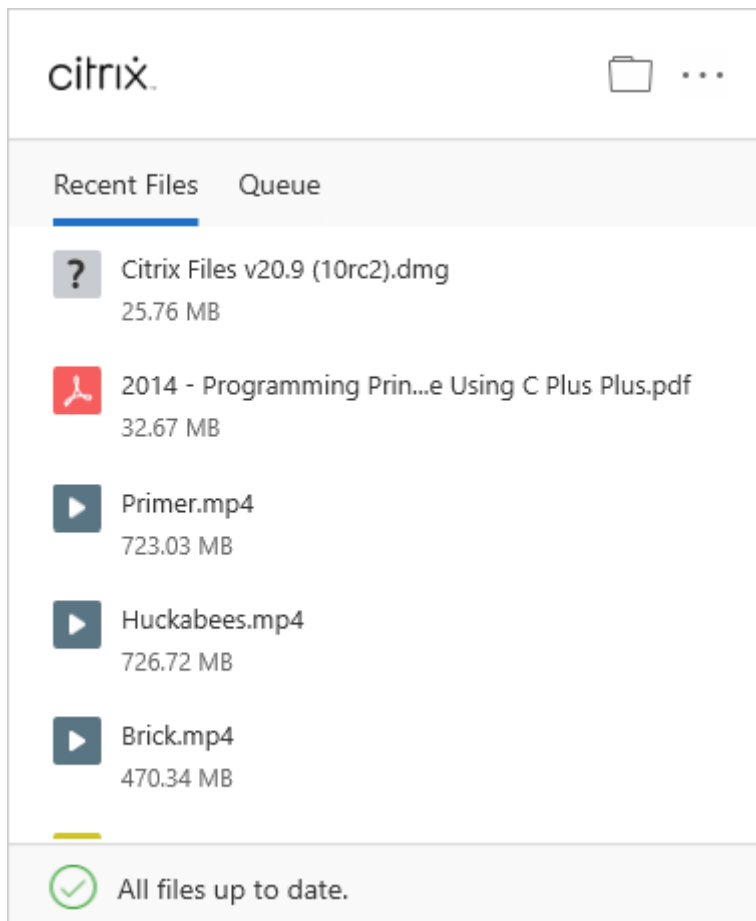 citrix™
Recent Files Queue
? Citrix Files v20.9 (10rc2).dmg
25.76 MB
2014 - Programming Prin...e Using C Plus Plus.pdf
32.67 MB
Primer.mp4
723.03 MB
Huckabees.mp4
726.72 MB
Brick.mp4
470.34 MB
All files up to date.